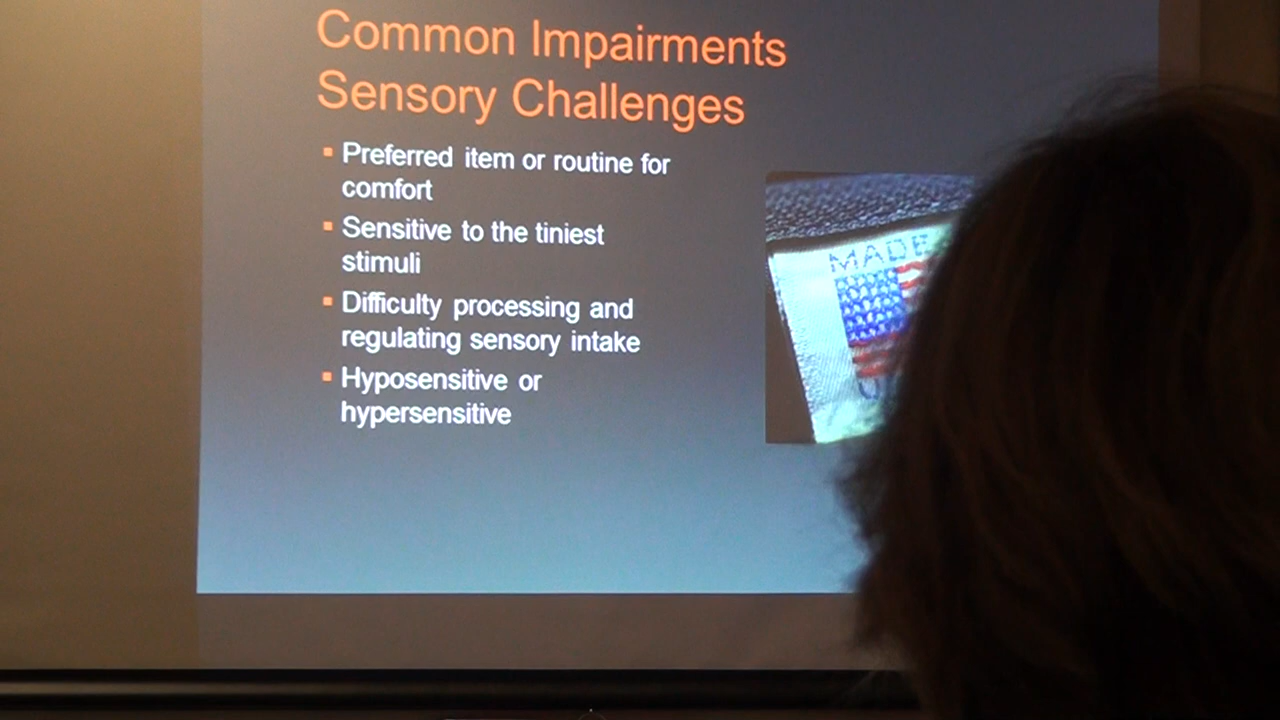 Common Impairments
Sensory Challenges
▪ Preferred item or routine for
comfort
▪ Sensitive to the tiniest
stimuli
▪ Difficulty processing and
regulating sensory intake
▪ Hyposensitive or
hypersensitive
MADE